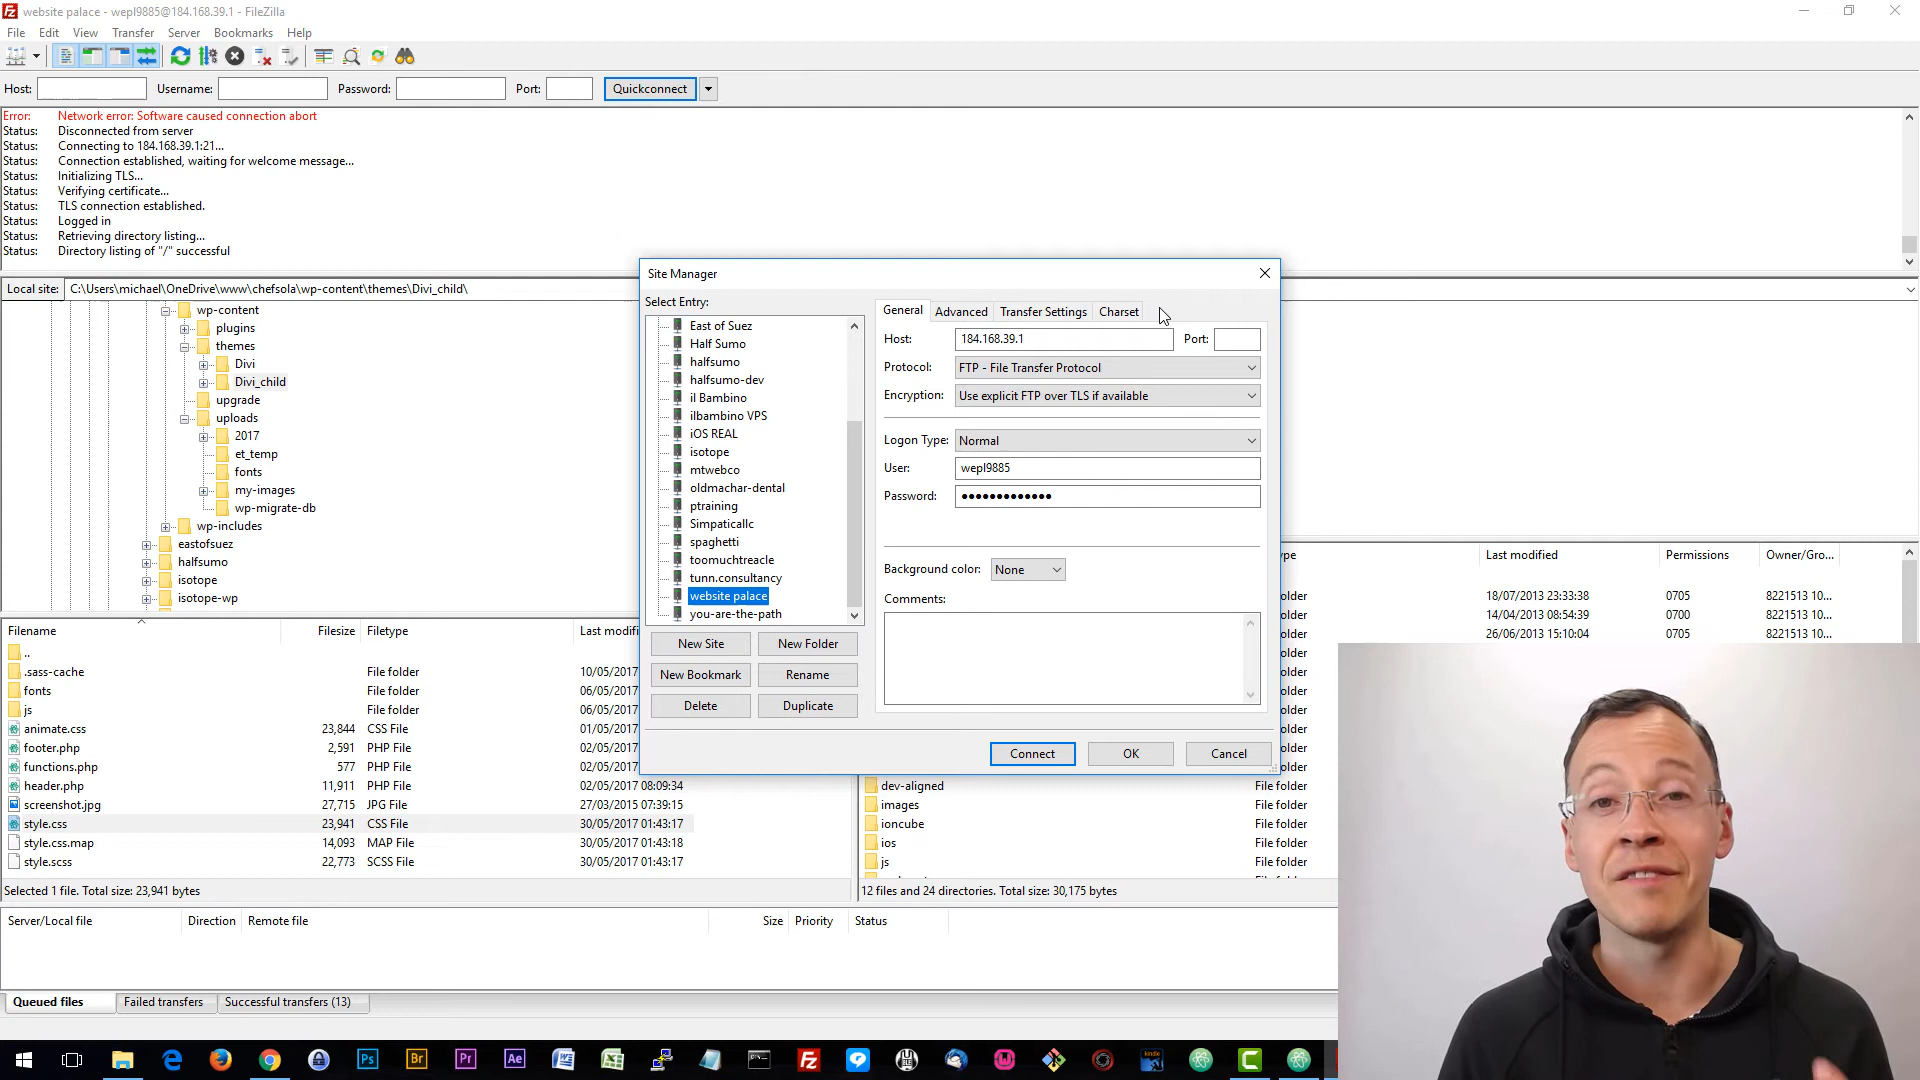 website palace - wepl9885@184.168.39.1 - FileZilla
File Edit View Transfer Server Bookmarks Help
Host: Username: Password: Port: Quickconnect
Error: Network error: Software caused connection abort
Status: Disconnected from server
Status: Connecting to 184.168.39.1:21...
Status: Connection established, waiting for welcome message...
Status: Initializing TLS...
Status: Verifying certificate...
Status: TLS connection established.
Status: Logged in
Status: Retrieving directory listing...
Status: Directory listing of "/" successful
Local site: C:\Users\michael\OneDrive\www\chefsola\wp-content\themes\Divi_child\
wp-content
plugins
themes
Divi
Divi_child
upgrade
uploads
2017
et_temp
fonts
my-images
wp-migrate-db
wp-includes
eastofsuez
halfsumo
isotope
isotope-wp
Filename Filesize Filetype Last modifi
..
.sass-cache File folder 10/05/2017
fonts File folder 06/05/2017
js File folder 06/05/2017
animate.css 23,844 CSS File 01/05/2017
footer.php 2,591 PHP File 02/05/2017
functions.php 577 PHP File 02/05/2017
header.php 11,911 PHP File 02/05/2017 08:09:34
screenshot.jpg 27,715 JPG File 27/03/2015 07:39:15
style.css 23,941 CSS File 30/05/2017 01:43:17
style.css.map 14,093 MAP File 30/05/2017 01:43:18
style.scss 22,773 SCSS File 30/05/2017 01:43:17
Selected 1 file. Total size: 23,941 bytes
Site Manager
Select Entry:
East of Suez
Half Sumo
halfsumo
halfsumo-dev
il Bambino
ilbambino VPS
iOS REAL
isotope
mtwebco
oldmachar-dental
ptraining
Simpaticallc
spaghetti
toomuchtreacle
tunn.consultancy
website palace
you-are-the-path
New Site New Folder
New Bookmark Rename
Delete Duplicate
General Advanced Transfer Settings Charset
Host: 184.168.39.1 Port:
Protocol: FTP - File Transfer Protocol
Encryption: Use explicit FTP over TLS if available
Logon Type: Normal
User: wepl9885
Password: •••••••••••••
Background color: None
Comments:
Connect OK Cancel
pe Last modified Permissions Owner/Gro...
older 18/07/2013 23:33:38 0705 8221513 10...
older 14/04/2013 08:54:39 0700 8221513 10...
older 26/06/2013 15:10:04 0705 8221513 10...
older
older
older
older
older
older
older
dev-aligned File folder
images File folder
ioncube File folder
ios File folder
js File folder
12 files and 24 directories. Total size: 30,175 bytes
Server/Local file Direction Remote file Size Priority Status
Queued files Failed transfers Successful transfers (13)
Ps Br Pr Ae
kindle